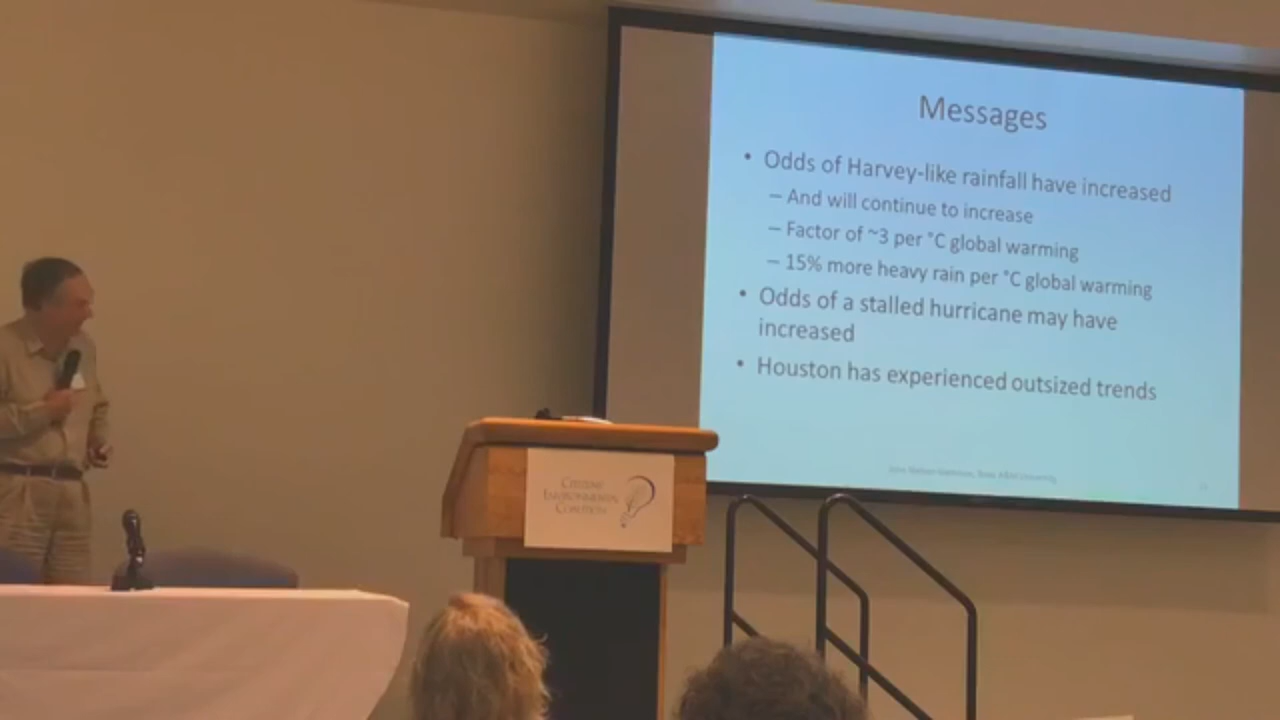 Messages
• Odds of Harvey-like rainfall have increased
– And will continue to increase
– Factor of ~3 per °C global warming
– 15% more heavy rain per °C global warming
• Odds of a stalled hurricane may have
increased
• Houston has experienced outsized trends
Texas A&M University
CITIZENS'
ENVIRONMENTAL
COALITION